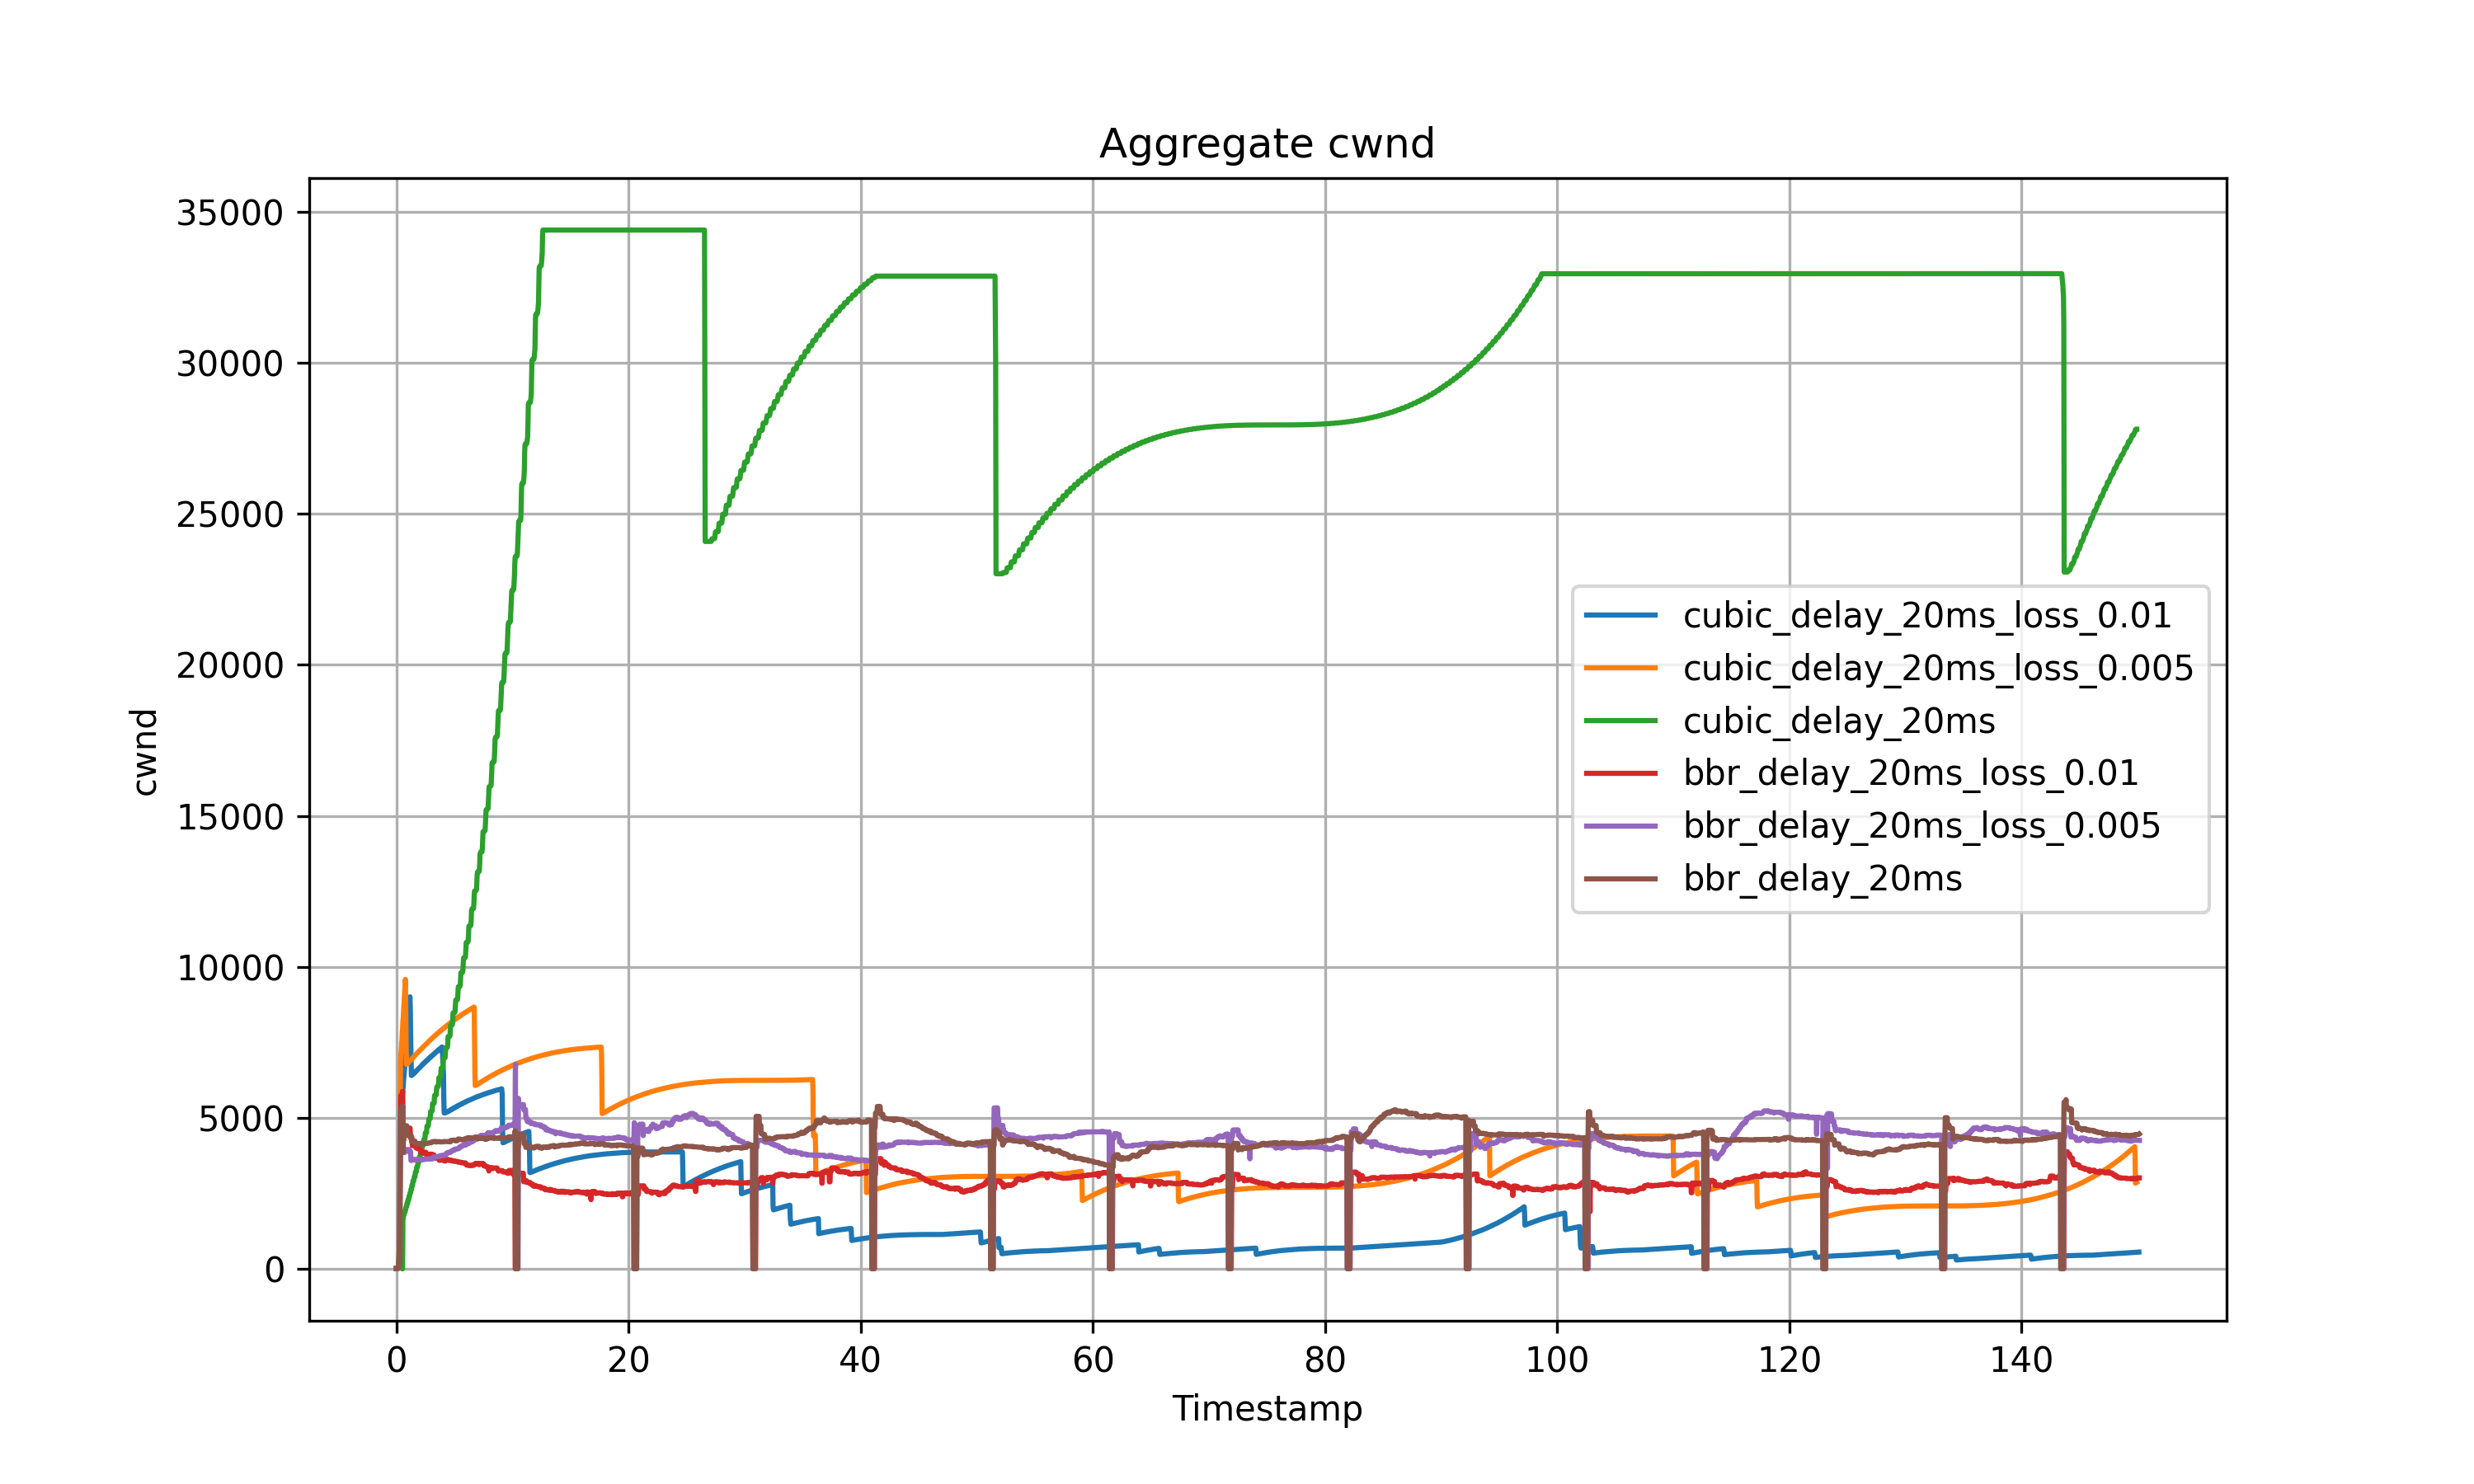 Aggregate cwnd
35000
30000
25000
20000
15000
10000
5000
0
cwnd
cubic_delay_20ms_loss_0.01
cubic_delay_20ms_loss_0.005
cubic_delay_20ms
bbr_delay_20ms_loss_0.01
bbr_delay_20ms_loss_0.005
bbr_delay_20ms
0 20 40 60 80 100 120 140
Timestamp